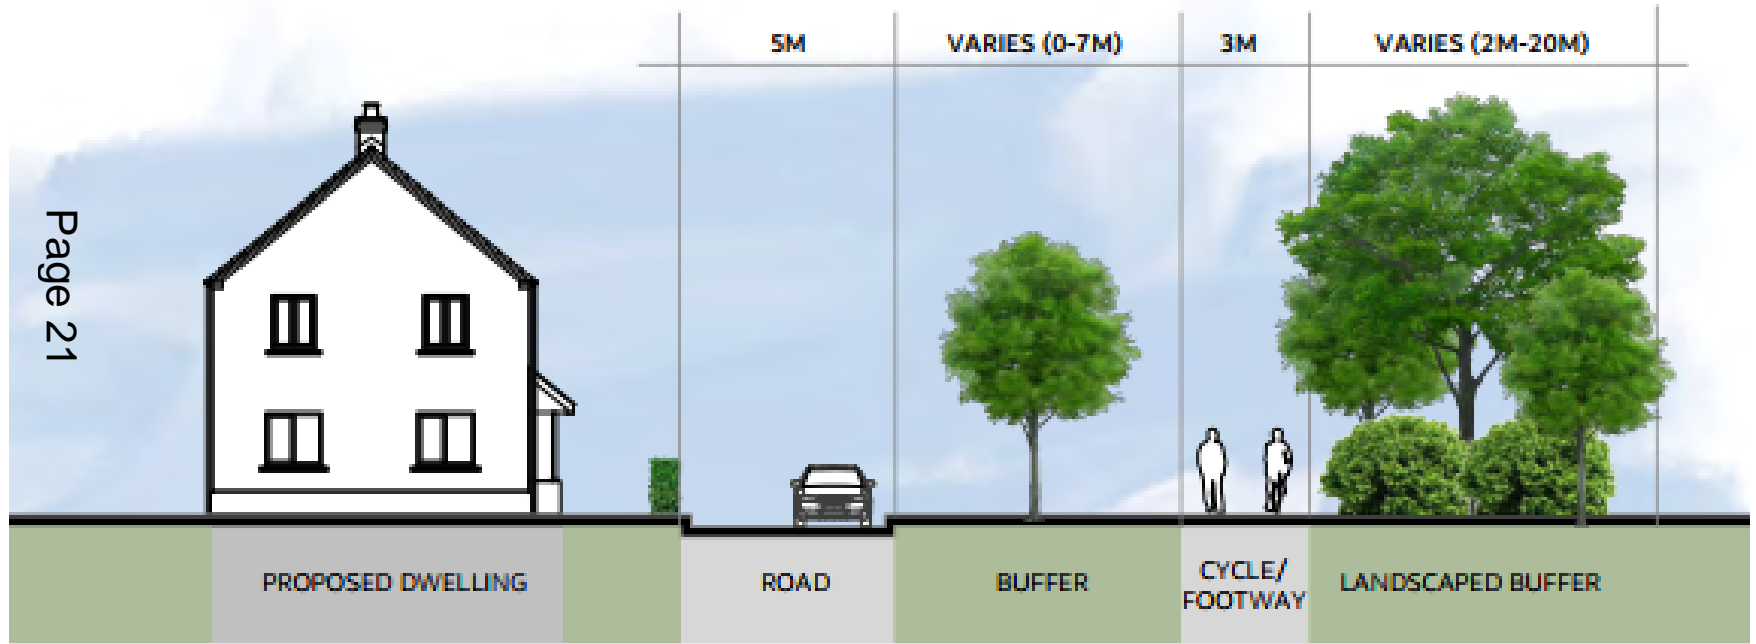 5M
VARIES (0-7M)
3M
VARIES (2M-20M)
Page 21
PROPOSED DWELLING
ROAD
BUFFER
CYCLE/
FOOTWAY
LANDSCAPED BUFFER